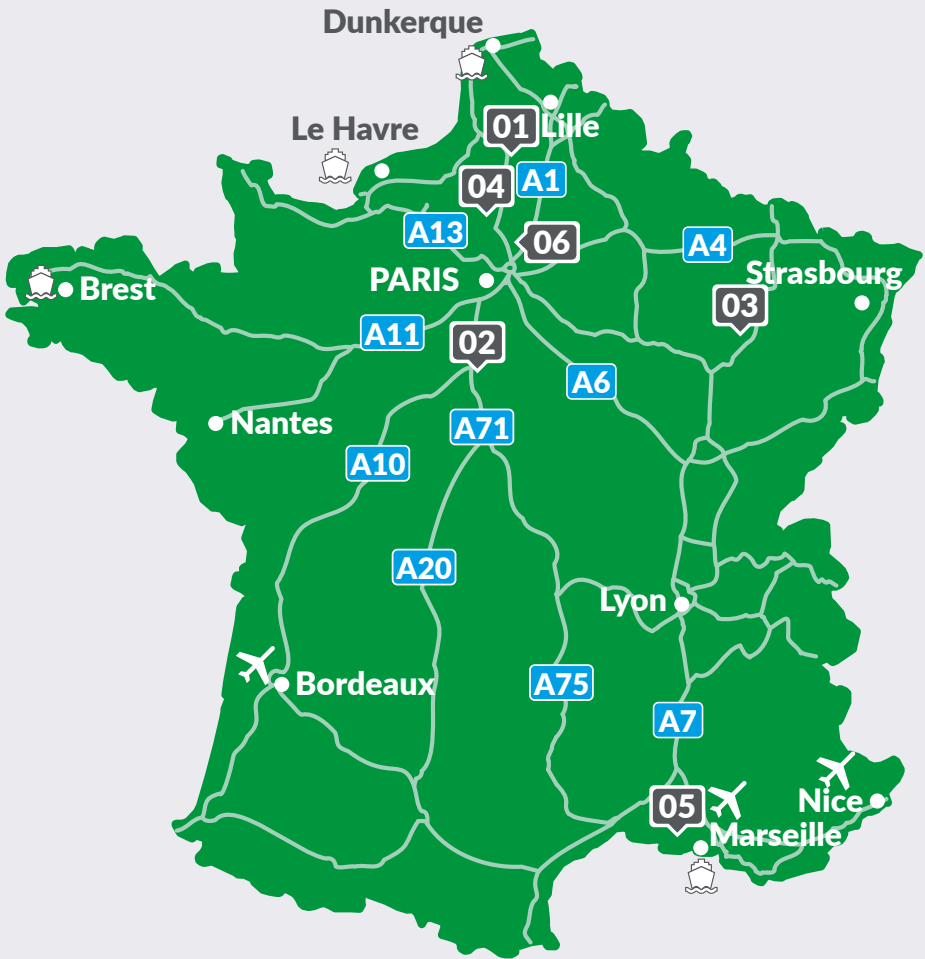 Dunkerque
01
Lille
Le Havre
04
A1
A13
06
A4
PARIS
Strasbourg
Brest
03
A11
02
A6
Nantes
A71
A10
A20
Lyon
Bordeaux
A75
A7
05
Nice
Marseille